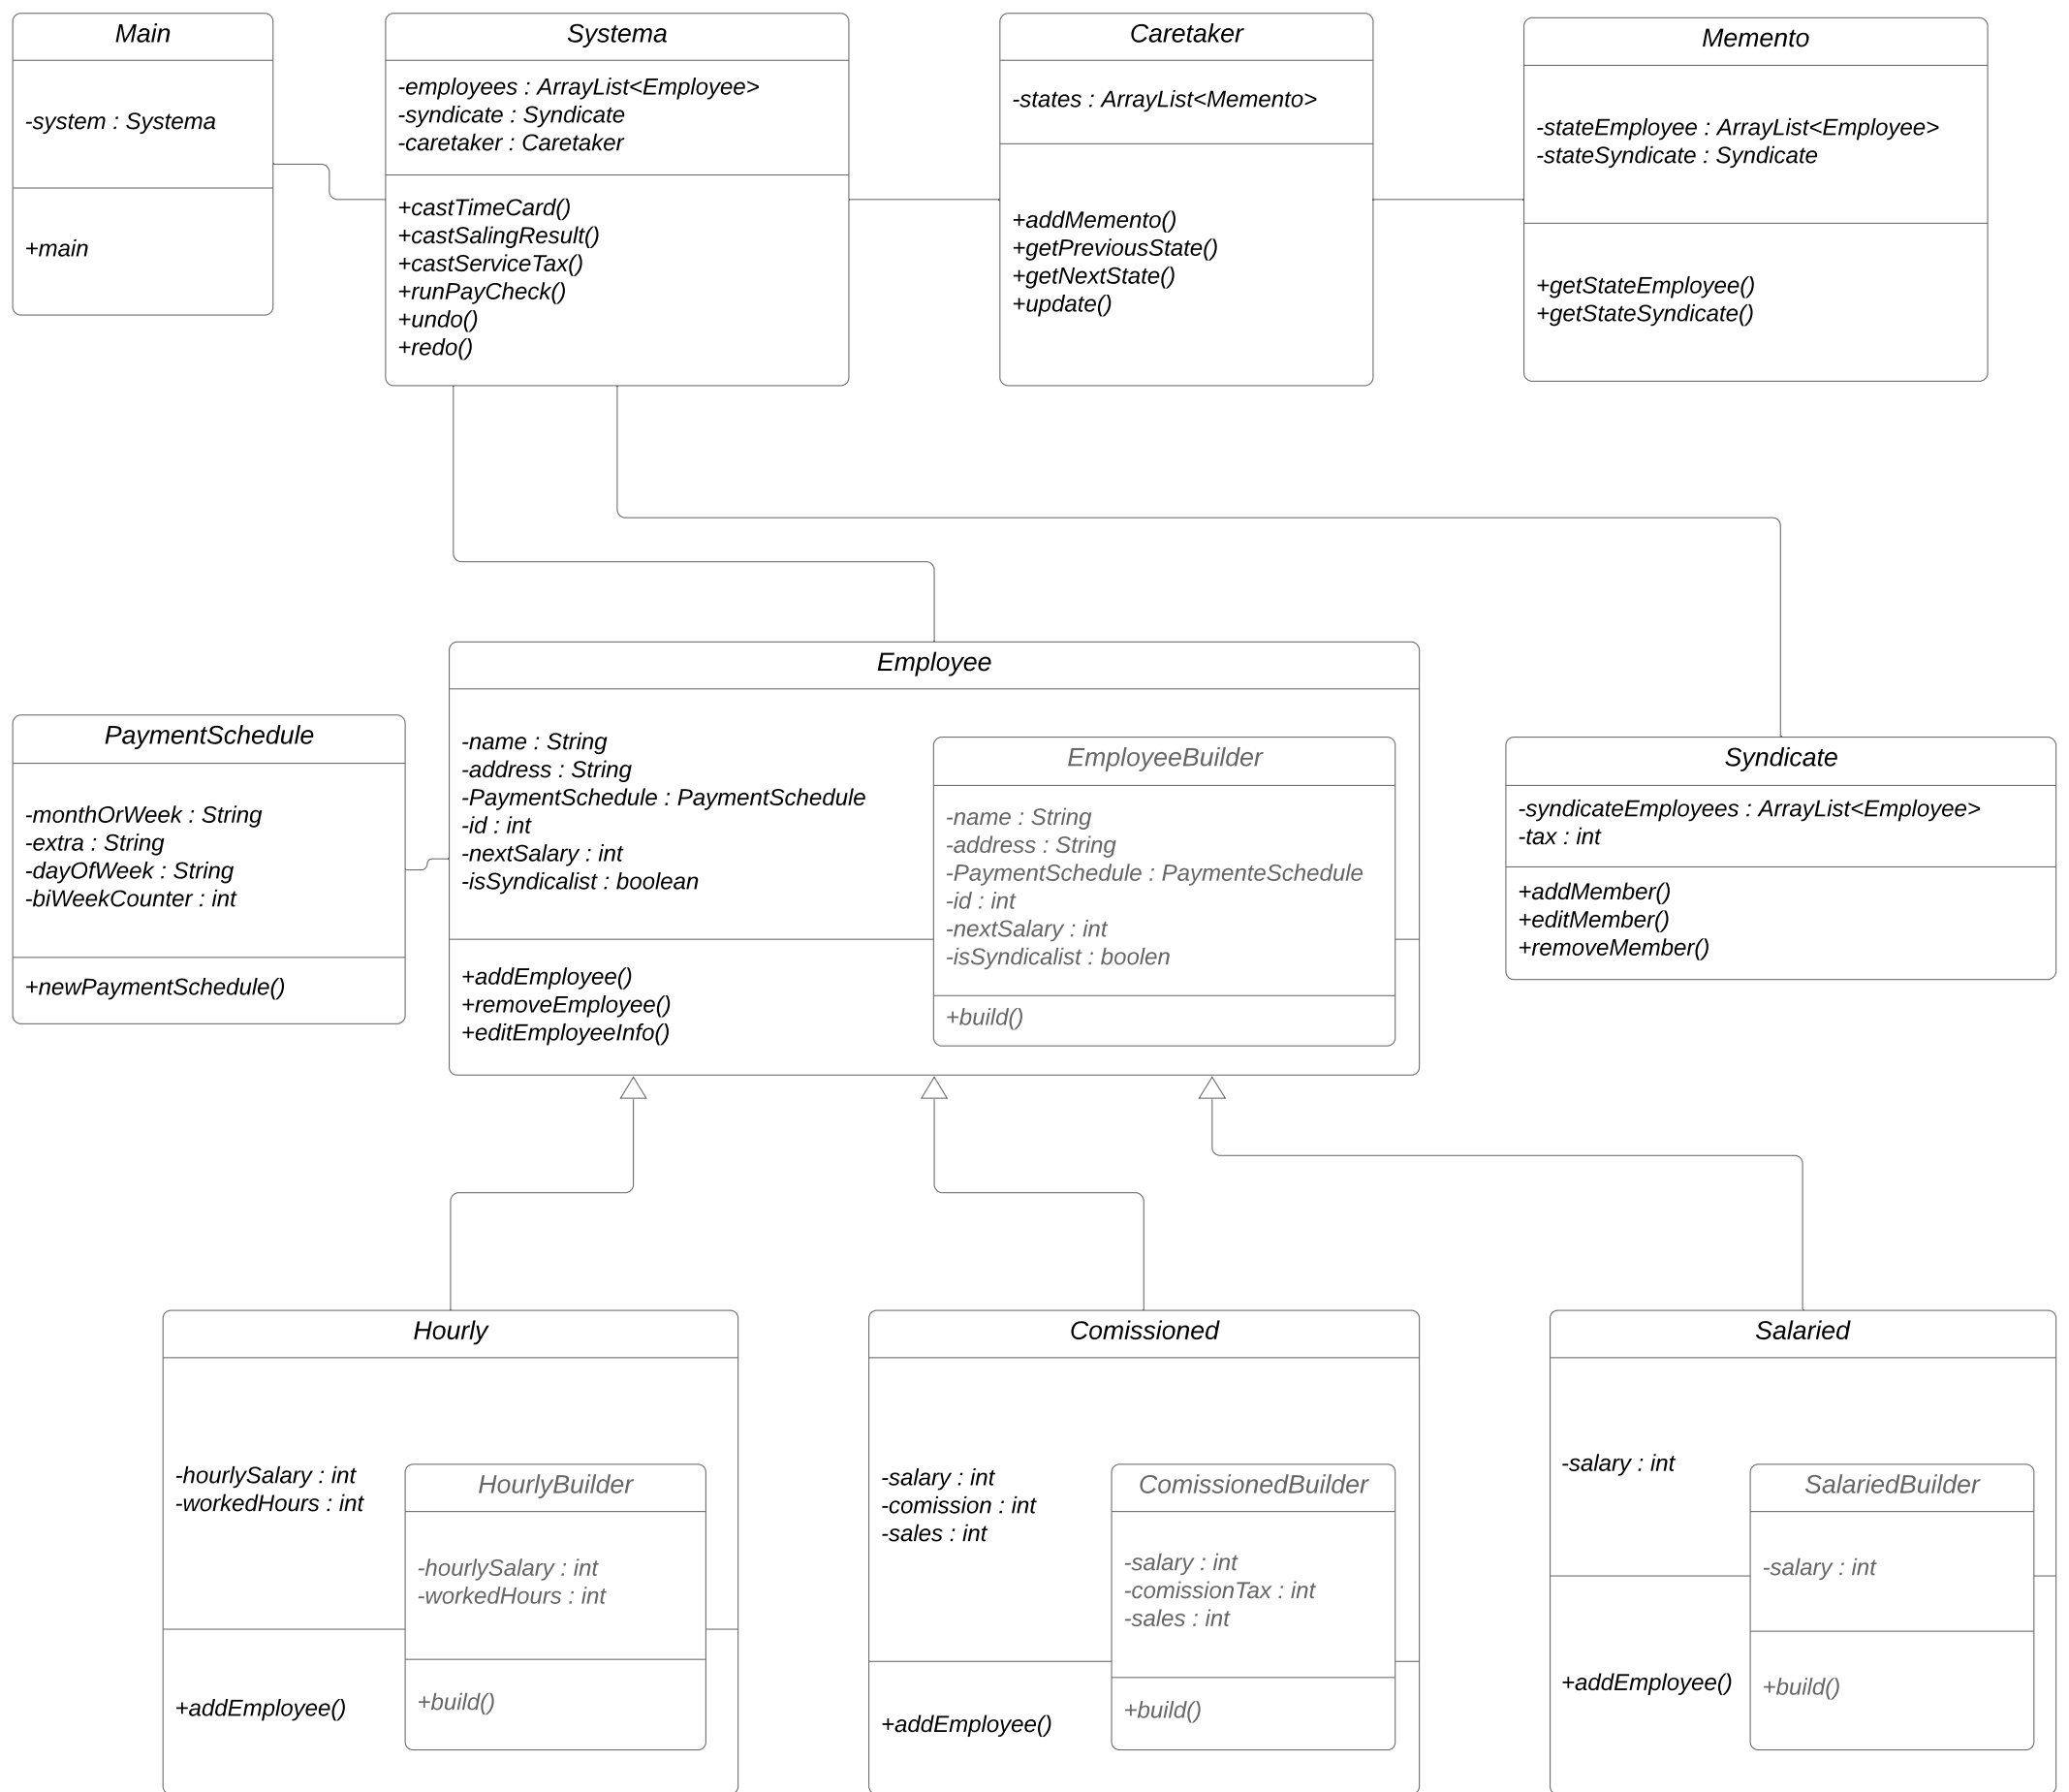 Main
-system : Systema
+main
Systema
-employees : ArrayList<Employee>
-syndicate : Syndicate
-caretaker : Caretaker
+castTimeCard()
+castSalingResult()
+castServiceTax()
+runPayCheck()
+undo()
+redo()
Caretaker
-states : ArrayList<Memento>
+addMemento()
+getPreviousState()
+getNextState()
+update()
Memento
-stateEmployee : ArrayList<Employee>
-stateSyndicate : Syndicate
+getStateEmployee()
+getStateSyndicate()
PaymentSchedule
-monthOrWeek : String
-extra : String
-dayOfWeek : String
-biWeekCounter : int
+newPaymentSchedule()
Employee
-name : String
-address : String
-PaymentSchedule : PaymentSchedule
-id : int
-nextSalary : int
-isSyndicalist : boolean
+addEmployee()
+removeEmployee()
+editEmployeeInfo()
EmployeeBuilder
-name : String
-address : String
-PaymentSchedule : PaymenteSchedule
-id : int
-nextSalary : int
-isSyndicalist : boolen
+build()
Syndicate
-syndicateEmployees : ArrayList<Employee>
-tax : int
+addMember()
+editMember()
+removeMember()
Hourly
-hourlySalary : int
-workedHours : int
+addEmployee()
HourlyBuilder
-hourlySalary : int
-workedHours : int
+build()
Comissioned
-salary : int
-comission : int
-sales : int
+addEmployee()
ComissionedBuilder
-salary : int
-comissionTax : int
-sales : int
+build()
Salaried
-salary : int
+addEmployee()
SalariedBuilder
-salary : int
+build()